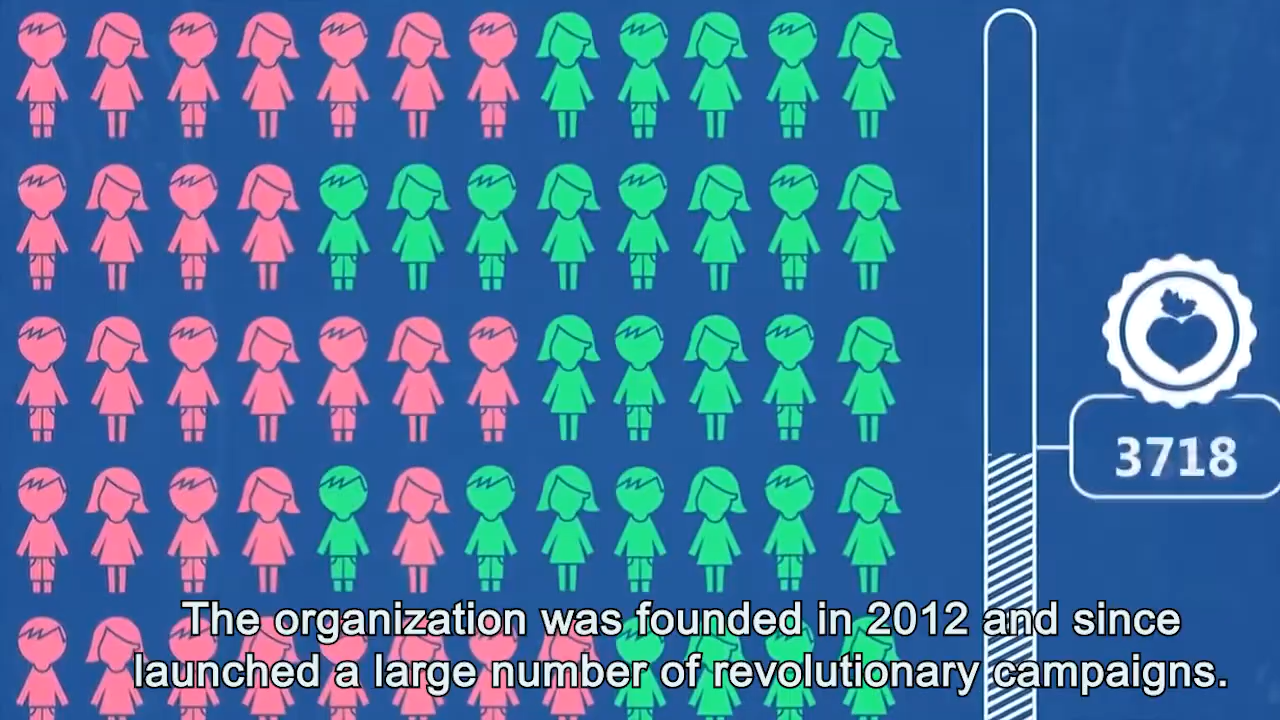 3718
The organization was founded in 2012 and since
launched a large number of revolutionary campaigns.